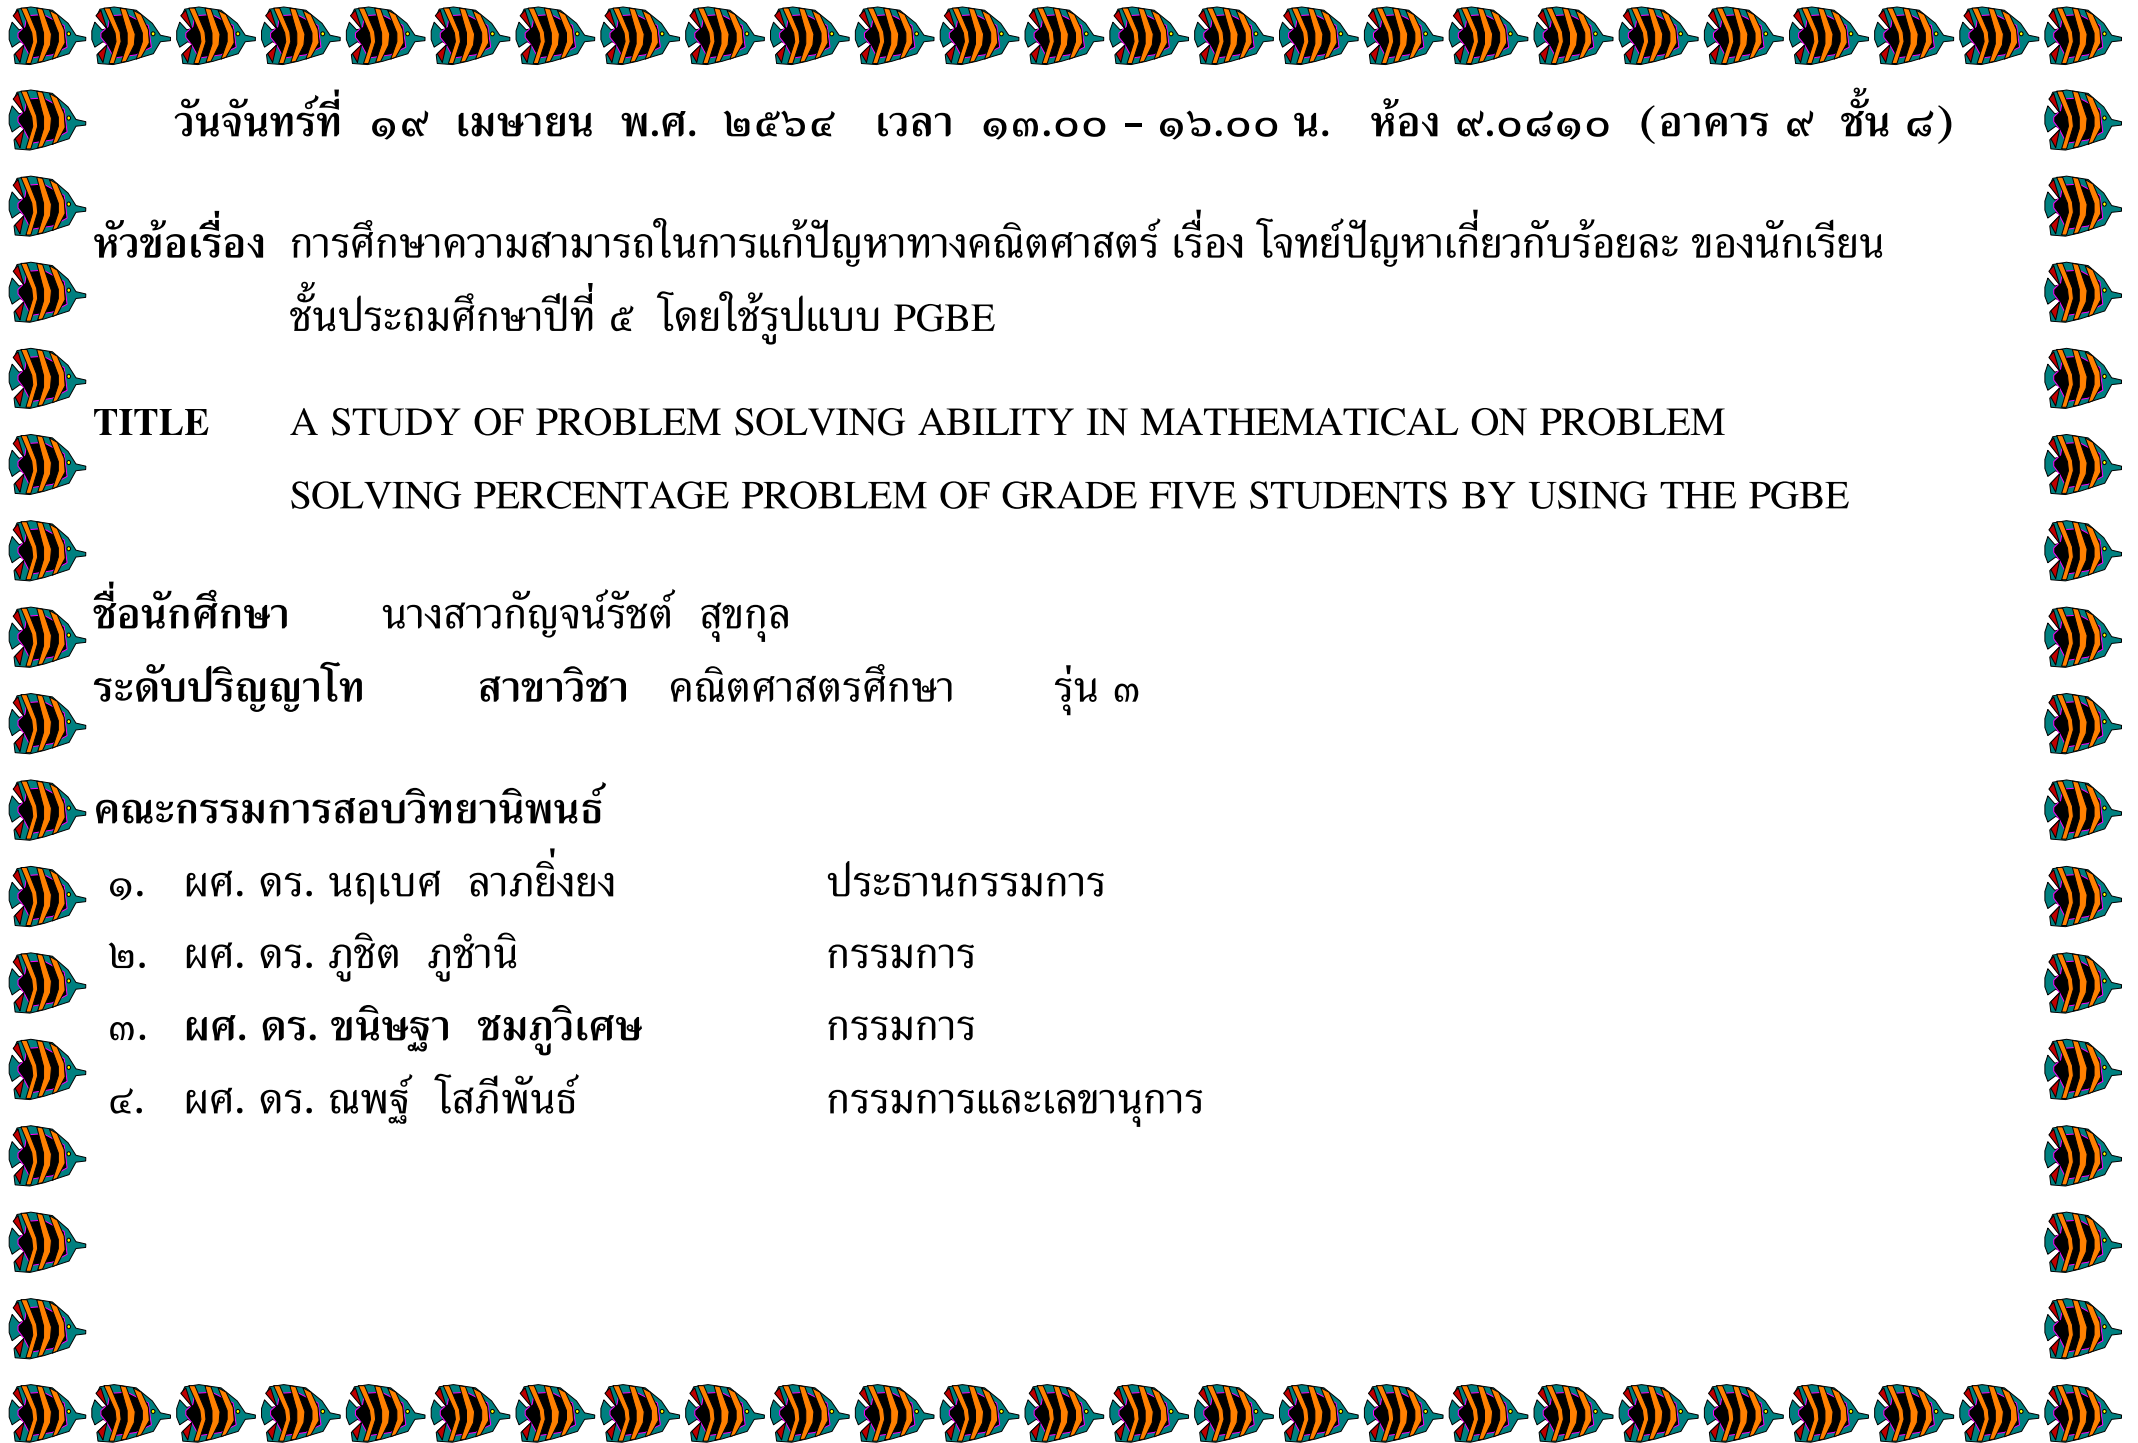 วันจันทร์ที่ ๑๙ เมษายน พ.ศ. ๒๕๖๔ เวลา ๑๓.๐๐ – ๑๖.๐๐ น. ห้อง ๙.๐๘๑๐ (อาคาร ๙ ชั้น ๘)
หัวข้อเรื่อง การศึกษาความสามารถในการแก้ปัญหาทางคณิตศาสตร์ เรื่อง โจทย์ปัญหาเกี่ยวกับร้อยละ ของนักเรียน
ชั้นประถมศึกษาปีที่ ๕ โดยใช้รูปแบบ PGBE
TITLE A STUDY OF PROBLEM SOLVING ABILITY IN MATHEMATICAL ON PROBLEM
SOLVING PERCENTAGE PROBLEM OF GRADE FIVE STUDENTS BY USING THE PGBE
ชื่อนักศึกษา นางสาวกัญจน์รัชต์ สุขกุล
ระดับปริญญาโท สาขาวิชา คณิตศาสตรศึกษา รุ่น ๓
คณะกรรมการสอบวิทยานิพนธ์
๑. ผศ. ดร. นฤเบศ ลาภยิ่งยง ประธานกรรมการ
๒. ผศ. ดร. ภูชิต ภูชำนิ กรรมการ
๓. ผศ. ดร. ขนิษฐา ชมภูวิเศษ กรรมการ
๔. ผศ. ดร. ณพฐ์ โสภีพันธ์ กรรมการและเลขานุการ